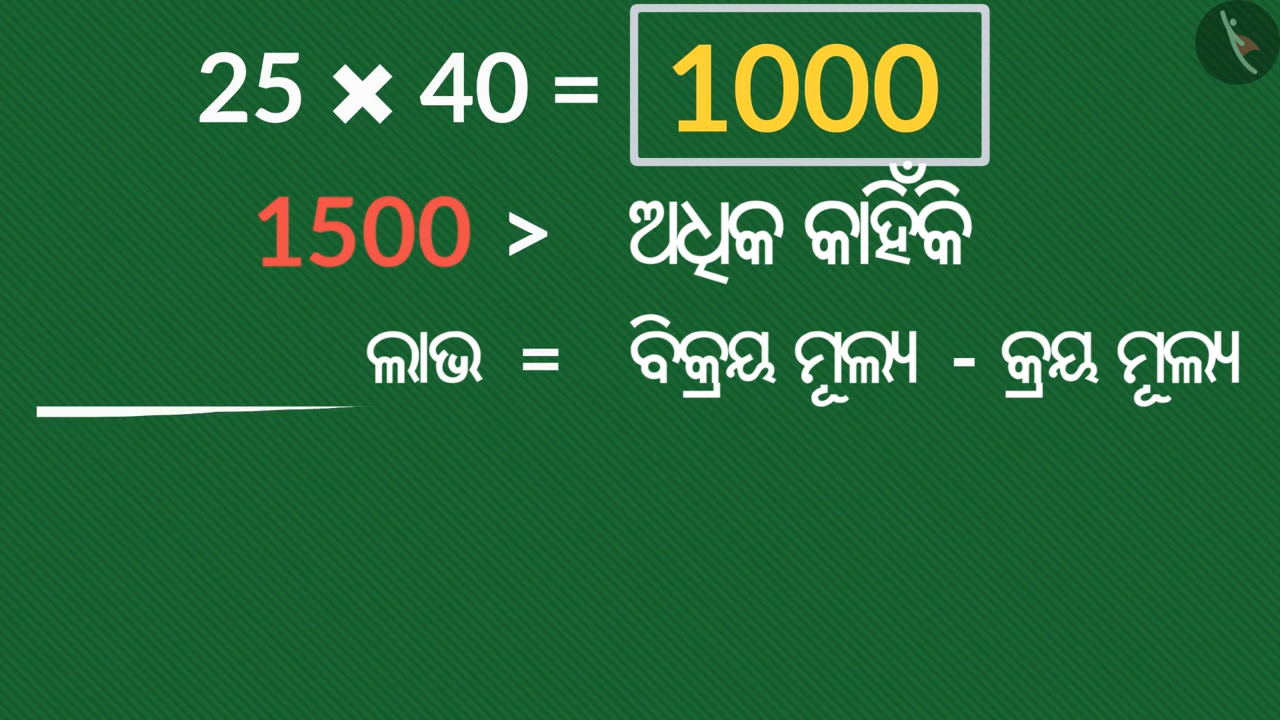 25 × 40 = 1000
1500 > ଅଧିକ କାହିଁକି
ଲାଭ = ବିକ୍ରୟ ମୂଲ୍ୟ - କ୍ରୟ ମୂଲ୍ୟ